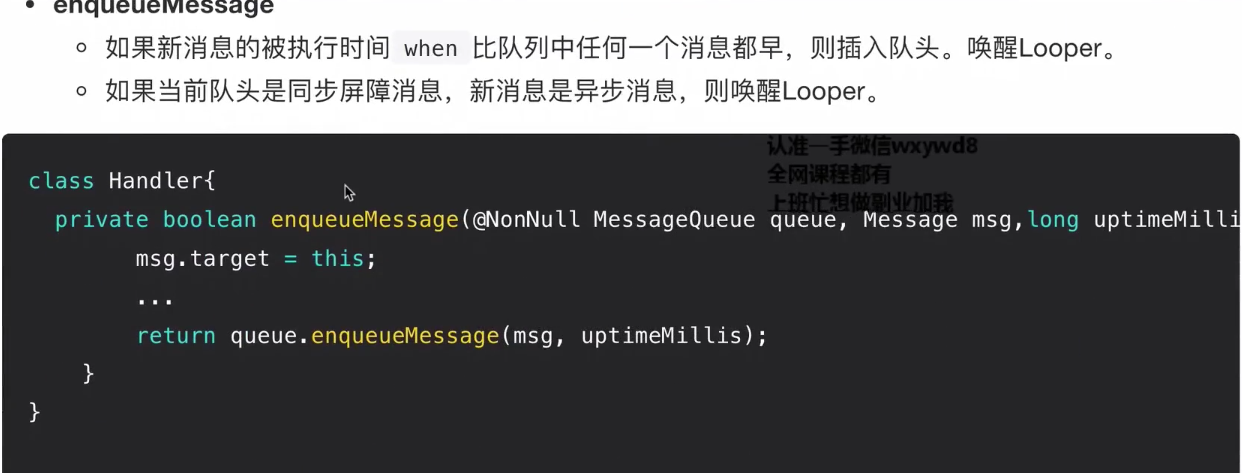 enqueueMessage
如果新消息的被执行时间 when 比队列中任何一个消息都早，则插入队头。唤醒Looper。
如果当前队头是同步屏障消息，新消息是异步消息，则唤醒Looper。
认准一手微信wxywd8
全网课程都有
上班忙想做副业加我
class Handler{
private boolean enqueueMessage(@NonNull MessageQueue queue, Message msg,long uptimeMilli
msg.target = this;
...
return queue.enqueueMessage(msg, uptimeMillis);
}
}